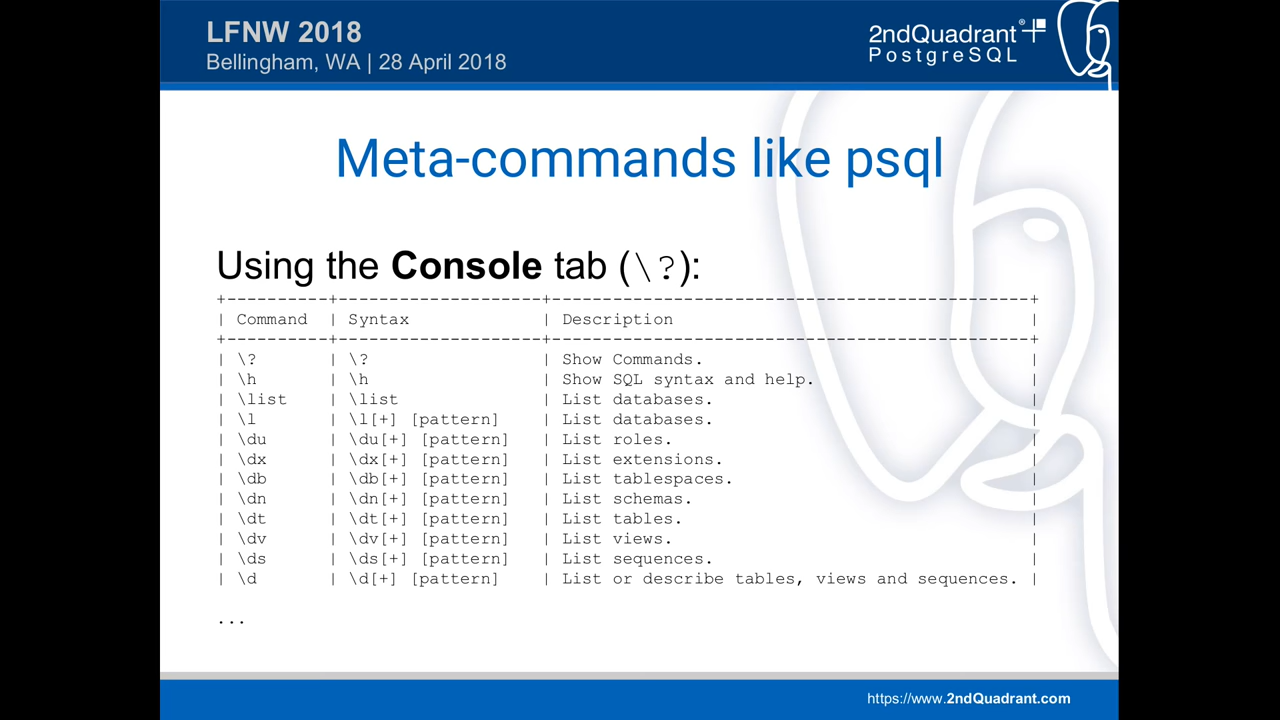 LFNW 2018
Bellingham, WA | 28 April 2018
2ndQuadrant®
PostgreSQL
Meta-commands like psql
Using the Console tab (\?):
+----------+--------------------+-----------------------------------------------+
| Command  | Syntax             | Description                                   |
+----------+--------------------+-----------------------------------------------+
| \?       | \?                 | Show Commands.                                |
| \h       | \h                 | Show SQL syntax and help.                     |
| \list    | \list              | List databases.                               |
| \l       | \l[+] [pattern]    | List databases.                               |
| \du      | \du[+] [pattern]   | List roles.                                   |
| \dx      | \dx[+] [pattern]   | List extensions.                              |
| \db      | \db[+] [pattern]   | List tablespaces.                             |
| \dn      | \dn[+] [pattern]   | List schemas.                                 |
| \dt      | \dt[+] [pattern]   | List tables.                                  |
| \dv      | \dv[+] [pattern]   | List views.                                   |
| \ds      | \ds[+] [pattern]   | List sequences.                               |
| \d       | \d[+] [pattern]    | List or describe tables, views and sequences. |
...
https://www.2ndQuadrant.com